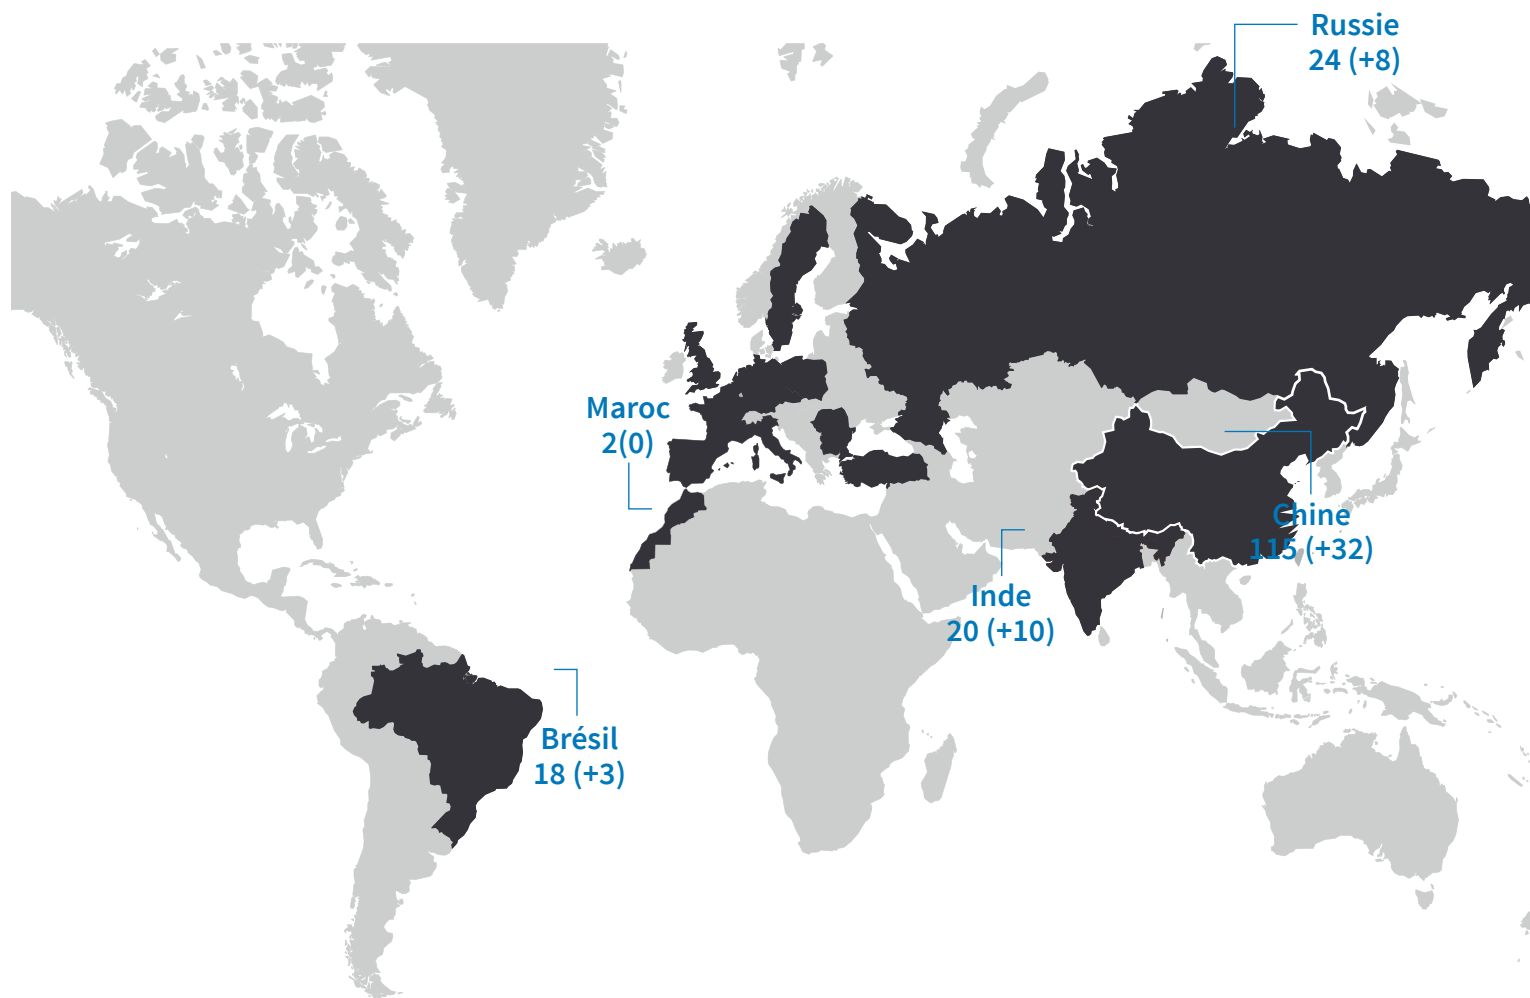 Russie
24 (+8)
Maroc
2(0)
Chine
115 (+32)
Inde
20 (+10)
Brésil
18 (+3)